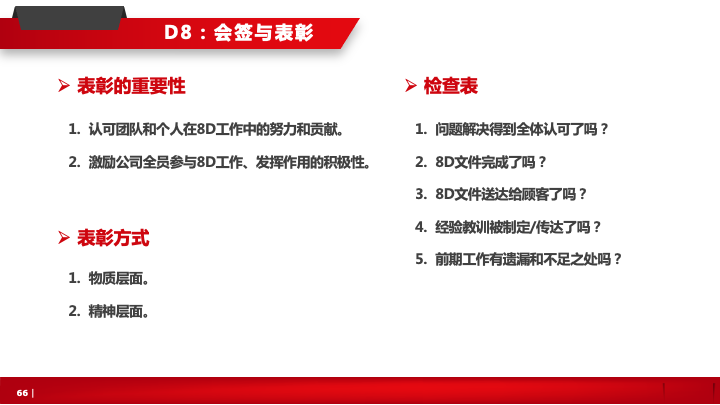 D8：会签与表彰
➢ 表彰的重要性
1. 认可团队和个人在8D工作中的努力和贡献。
2. 激励公司全员参与8D工作、发挥作用的积极性。
➢ 表彰方式
1. 物质层面。
2. 精神层面。
➢ 检查表
1. 问题解决得到全体认可了吗？
2. 8D文件完成了吗？
3. 8D文件送达给顾客了吗？
4. 经验教训被制定/传达了吗？
5. 前期工作有遗漏和不足之处吗？
66 |